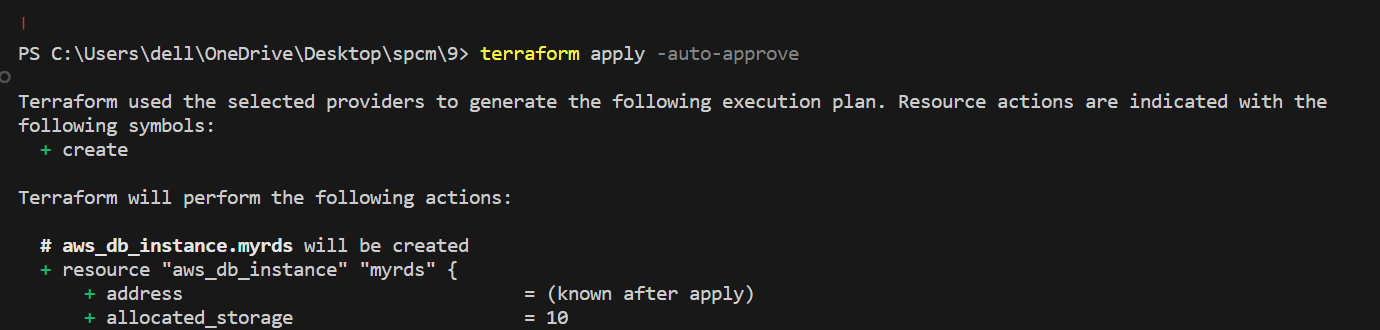 PS C:\Users\dell\OneDrive\Desktop\spcm\9> terraform apply -auto-approve
Terraform used the selected providers to generate the following execution plan. Resource actions are indicated with the
following symbols:
+ create
Terraform will perform the following actions:
# aws_db_instance.myrds will be created
+ resource "aws_db_instance" "myrds" {
+ address = (known after apply)
+ allocated_storage = 10